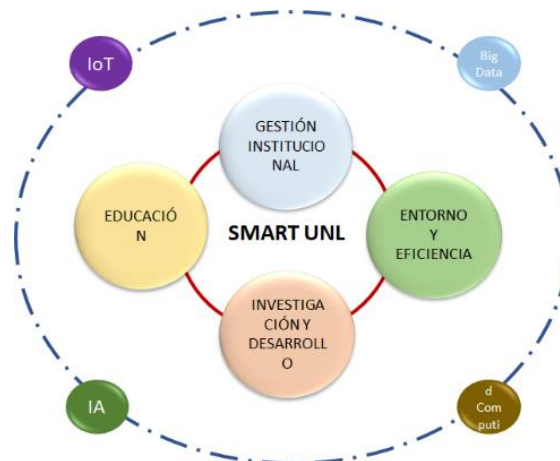 IoT
Big
Data
GESTIÓN
INSTITUCIO
NAL
EDUCACIÓ
N
SMART UNL
ENTORNO
Y
EFICIENCIA
INVESTIGA
CIÓN Y
DESARROLL
O
IA
d
Com
puti